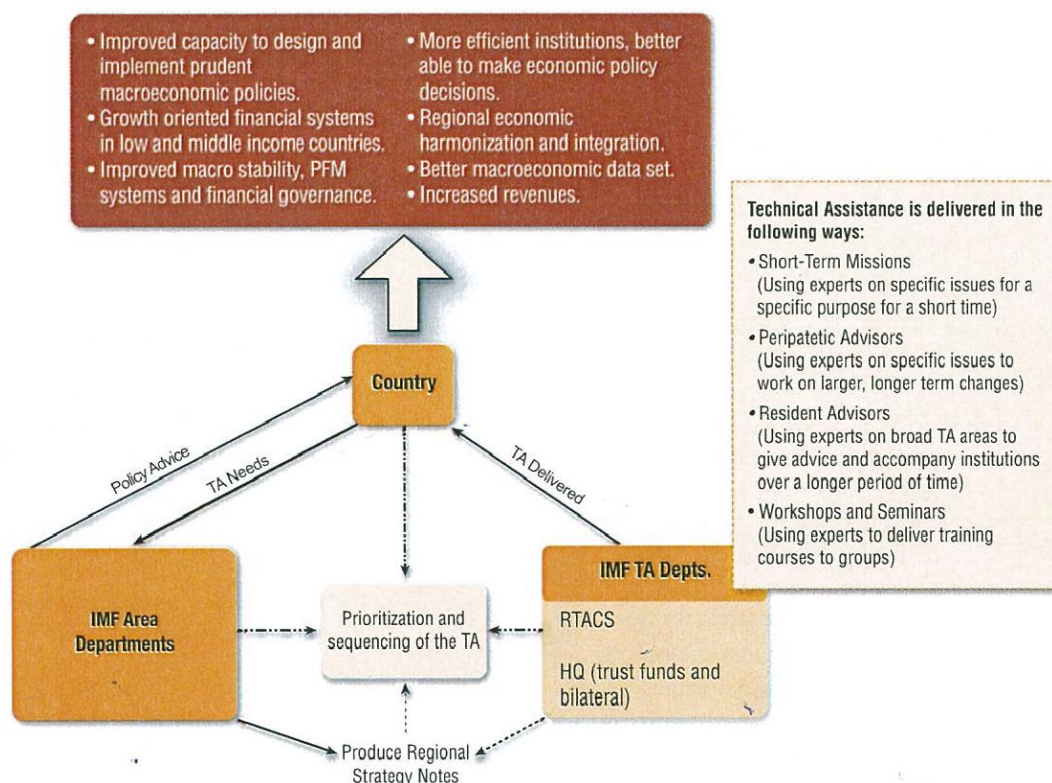 • Improved capacity to design and
implement prudent
macroeconomic policies.
• Growth oriented financial systems
in low and middle income countries.
• Improved macro stability, PFM
systems and financial governance.
• More efficient institutions, better
able to make economic policy
decisions.
• Regional economic
harmonization and integration.
• Better macroeconomic data set.
• Increased revenues.
Technical Assistance is delivered in the
following ways:
• Short-Term Missions
(Using experts on specific issues for a
specific purpose for a short time)
• Peripatetic Advisors
(Using experts on specific issues to
work on larger, longer term changes)
• Resident Advisors
(Using experts on broad TA areas to
give advice and accompany institutions
over a longer period of time)
• Workshops and Seminars
(Using experts to deliver training
courses to groups)
Country
Policy Advice
TA Needs
TA Delivered
IMF Area
Departments
Prioritization and
sequencing of the TA
IMF TA Depts.
RTACS
HQ (trust funds and
bilateral)
Produce Regional
Strategy Notes